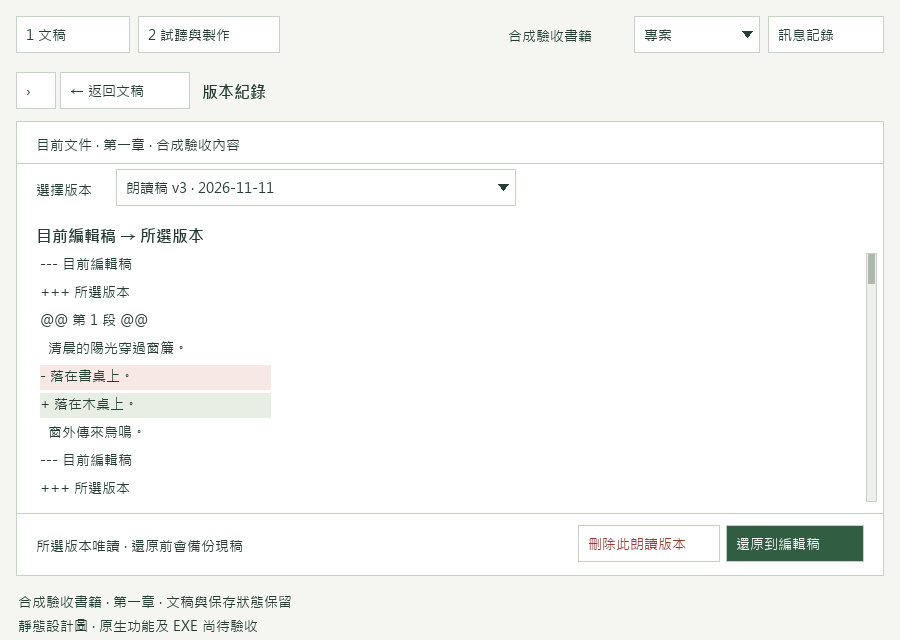 1 文稿
2 試聽與製作
合成驗收書籍
專案
訊息記錄
›
← 返回文稿
版本紀錄
目前文件 · 第一章 · 合成驗收內容
選擇版本
朗讀稿 v3 · 2026-11-11
目前編輯稿 → 所選版本
--- 目前編輯稿
+++ 所選版本
@@ 第 1 段 @@
清晨的陽光穿過窗簾。
- 落在書桌上。
+ 落在木桌上。
窗外傳來鳥鳴。
--- 目前編輯稿
+++ 所選版本
所選版本唯讀 · 還原前會備份現稿
刪除此朗讀版本
還原到編輯稿
合成驗收書籍 · 第一章 · 文稿與保存狀態保留
靜態設計圖 · 原生功能及 EXE 尚待驗收